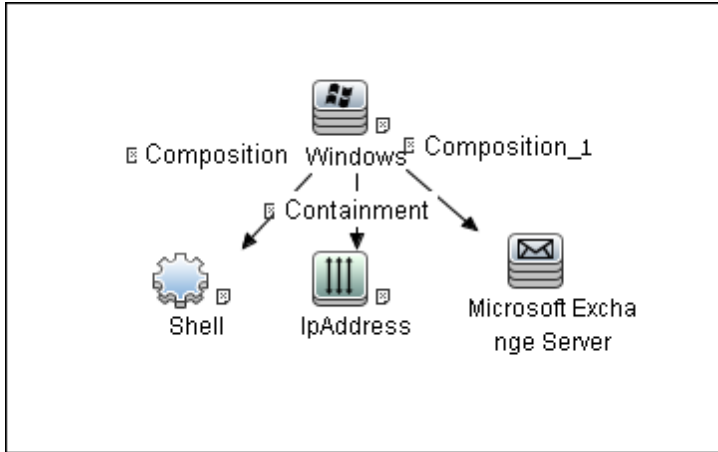 Composition
Windows
Composition_1
Containment
Shell
IpAddress
Microsoft Excha
nge Server